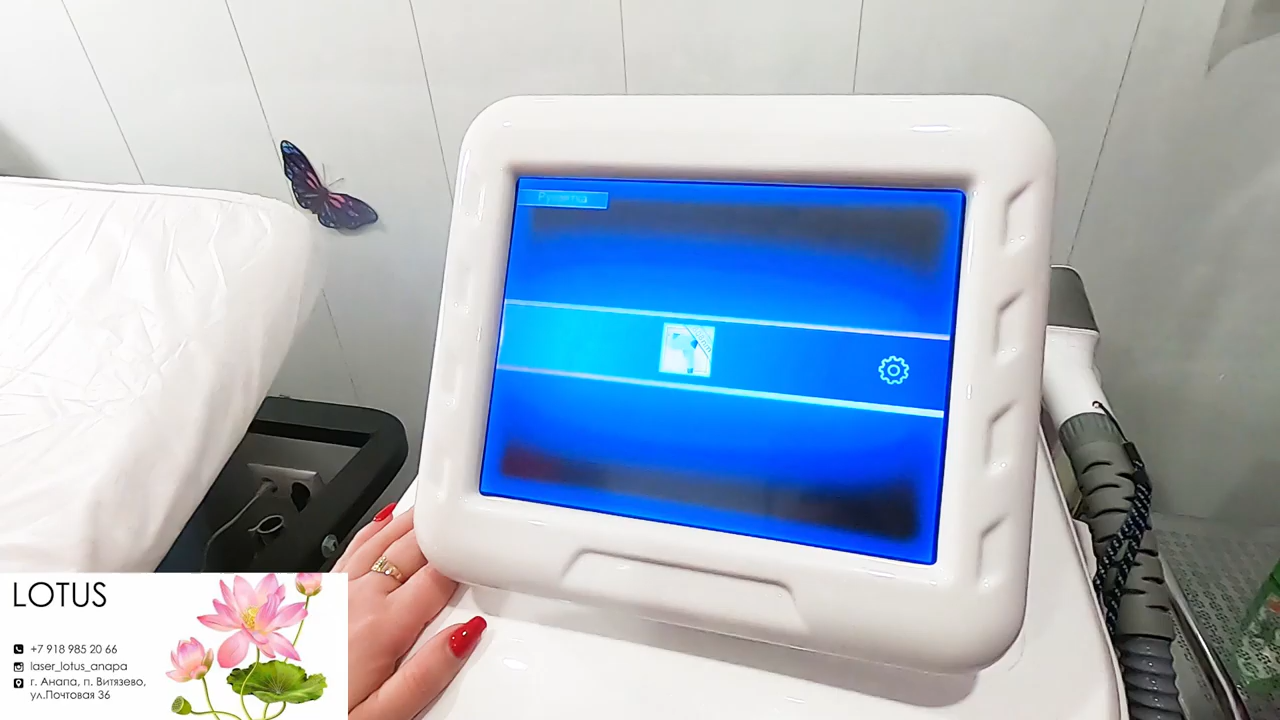 LOTUS
+7 918 985 20 66
laser_lotus_anapa
г. Анапа, п. Витязево,
ул.Почтовая 36